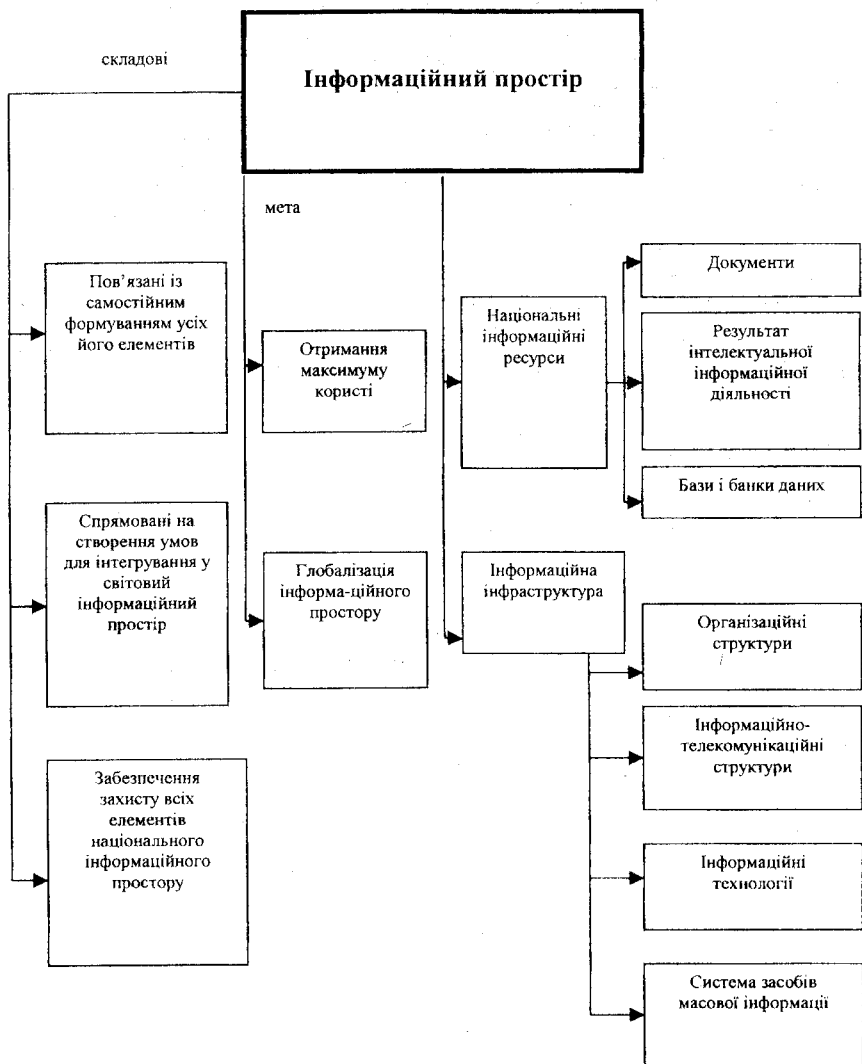 складові
Інформаційний простір
мета
Пов’язані із
самостійним
формуванням усіх
його елементів
Спрямовані на
створення умов
для інтегрування у
світовий
інформаційний
простір
Забезпечення
захисту всіх
елементів
національного
інформаційного
простору
Отримання
максимуму
користі
Глобалізація
інформа-ційного
простору
Національні
інформаційні
ресурси
Документи
Результат
інтелектуальної
інформаційної
діяльності
Бази і банки даних
Інформаційна
інфраструктура
Організаційні
структури
Інформаційно-
телекомунікаційні
структури
Інформаційні
технології
Система засобів
масової інформації